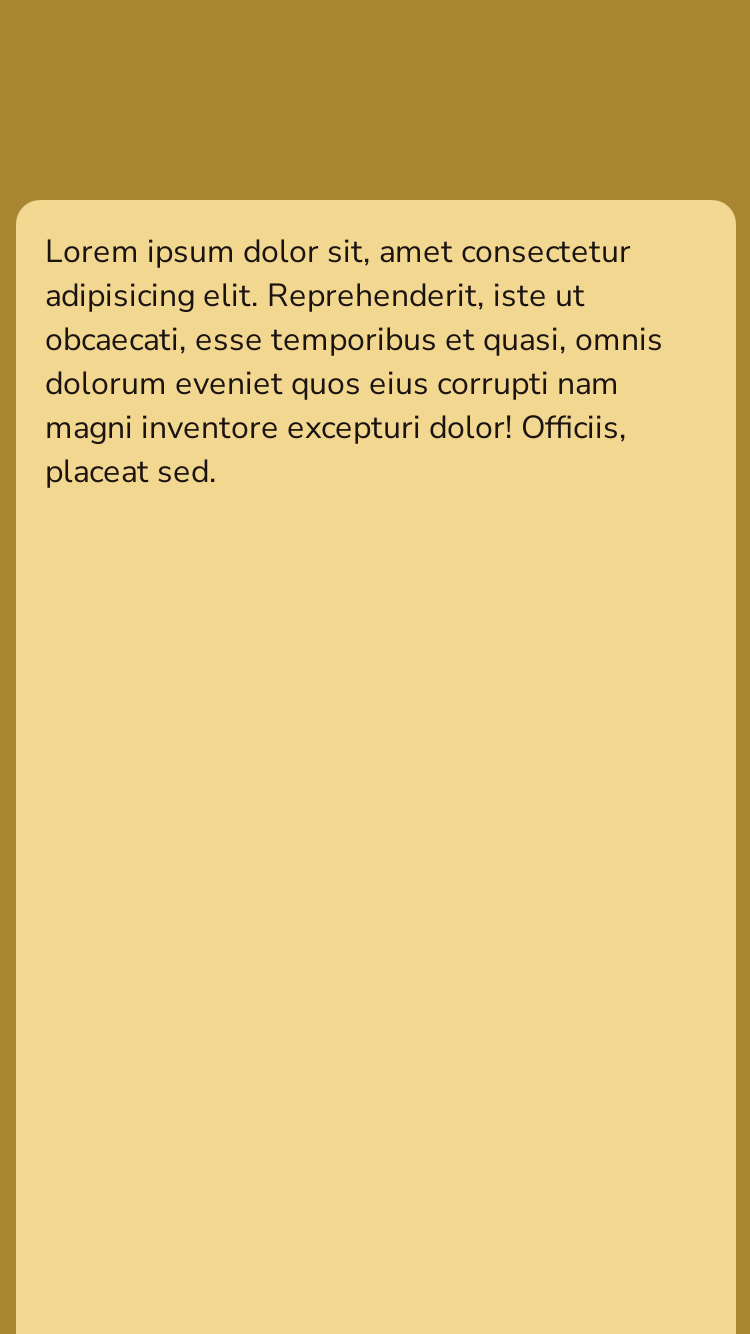 Lorem ipsum dolor sit, amet consectetur
adipisicing elit. Reprehenderit, iste ut
obcaecati, esse temporibus et quasi, omnis
dolorum eveniet quos eius corrupti nam
magni inventore excepturi dolor! Officiis,
placeat sed.